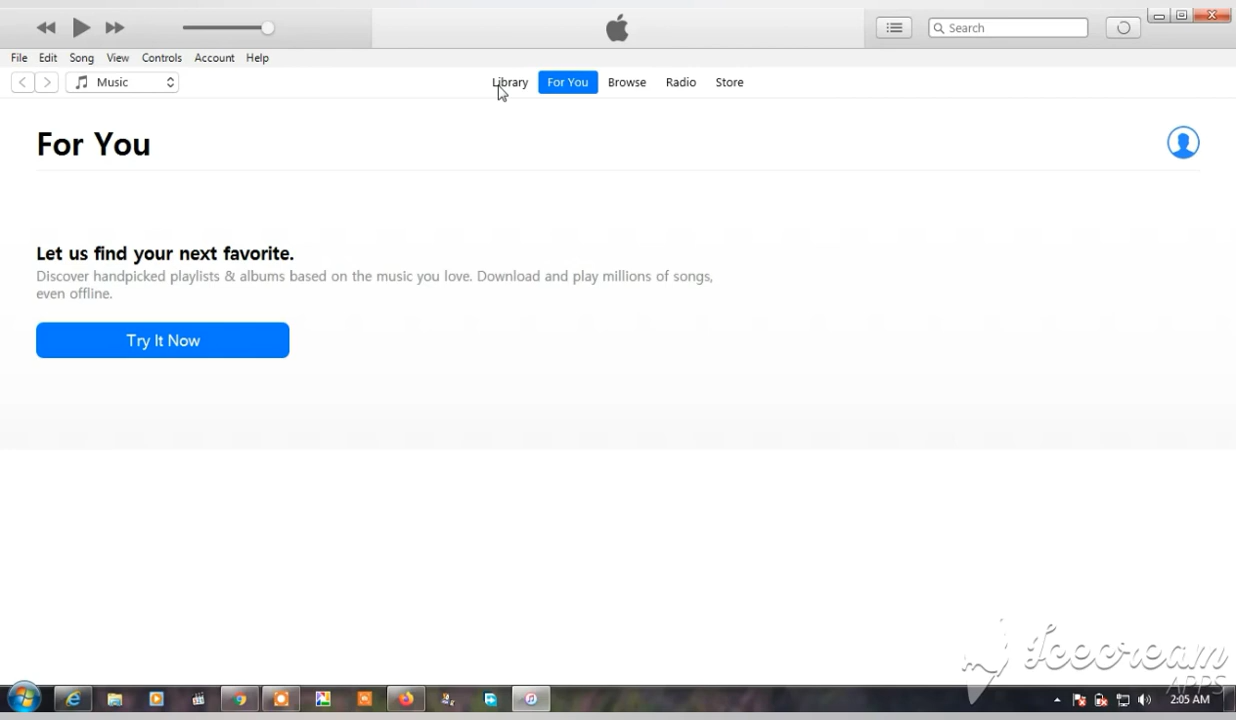 Search
File Edit Song View Controls Account Help
Music Library For You Browse Radio Store
For You
Let us find your next favorite.
Discover handpicked playlists & albums based on the music you love. Download and play millions of songs,
even offline.
Try It Now
Icecream
APPS
2:05 AM